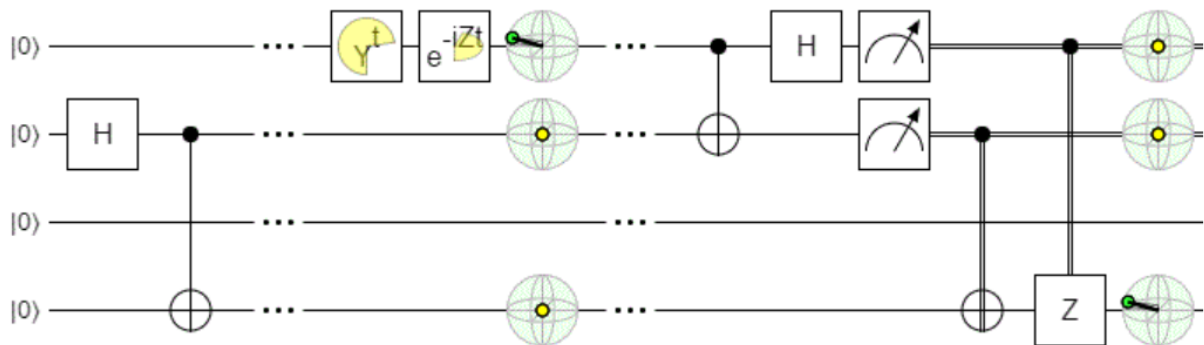 |0⟩ ... Y^t e^-iZt ... H
|0⟩ H ... ...
|0⟩ ... ...
|0⟩ ... ... Z